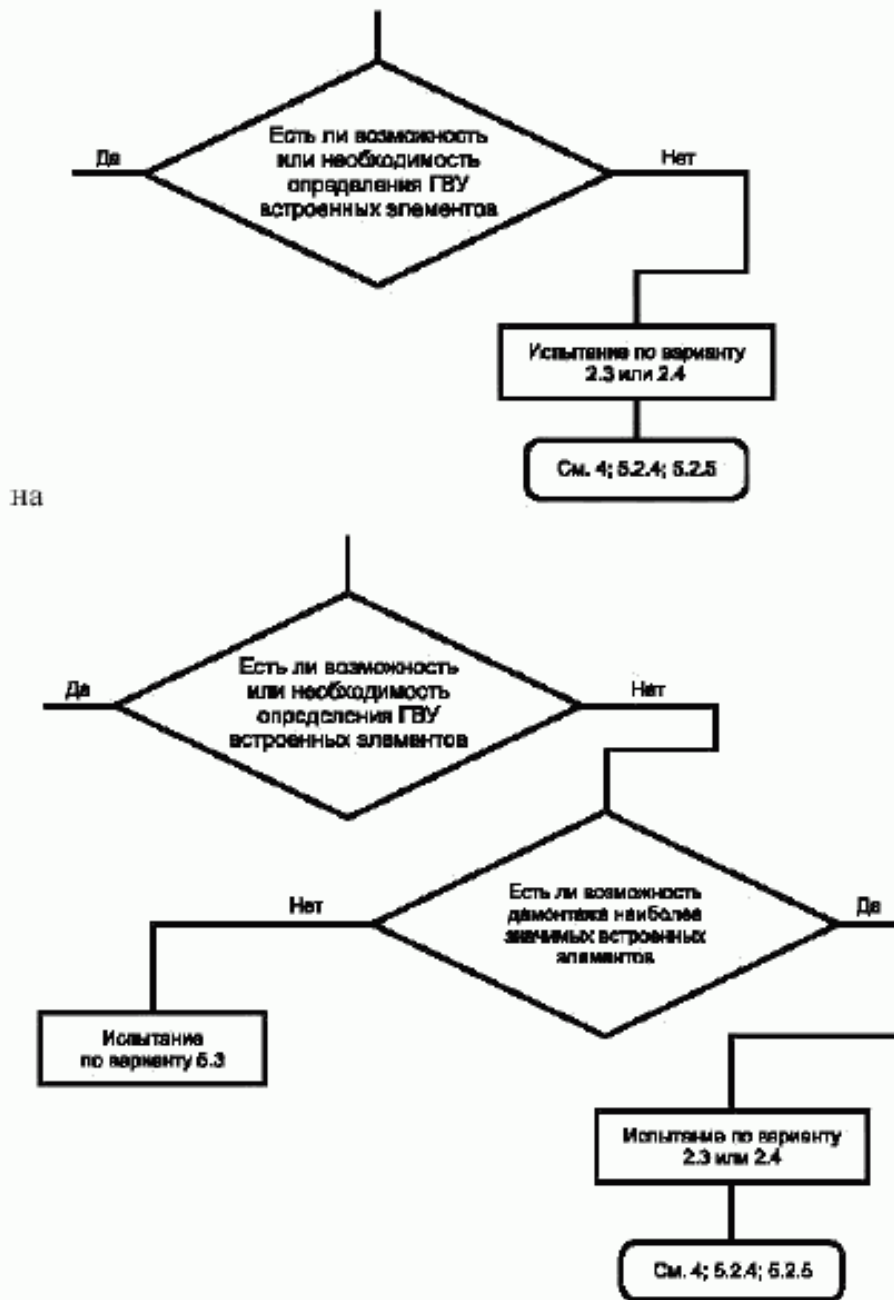 Есть ли возможность
или необходимость
определения ГВУ
встроенных элементов
Да
Нет
Испытание по варианту
2.3 или 2.4
См. 4; 5.2.4; 5.2.5
на
Есть ли возможность
или необходимость
определения ГВУ
встроенных элементов
Да
Нет
Есть ли возможность
демонтажа наиболее
значимых встроенных
элементов
Нет
Да
Испытание
по варианту 5.3
Испытание по варианту
2.3 или 2.4
См. 4; 5.2.4; 5.2.5